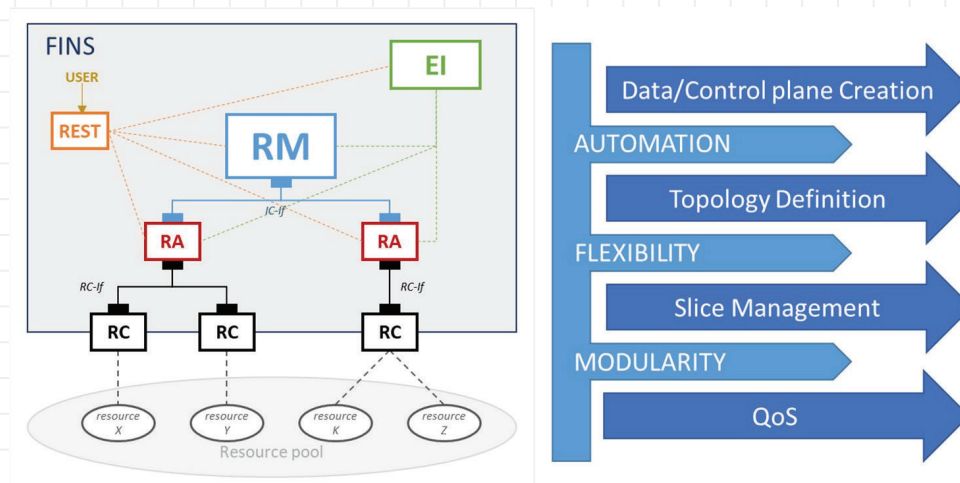 FINS
USER
REST
EI
RM
IC-If
RA
RA
RC-If
RC-If
RC
RC
RC
resource
X
resource
Y
resource
K
resource
Z
Resource pool
Data/Control plane Creation
AUTOMATION
Topology Definition
FLEXIBILITY
Slice Management
MODULARITY
QoS